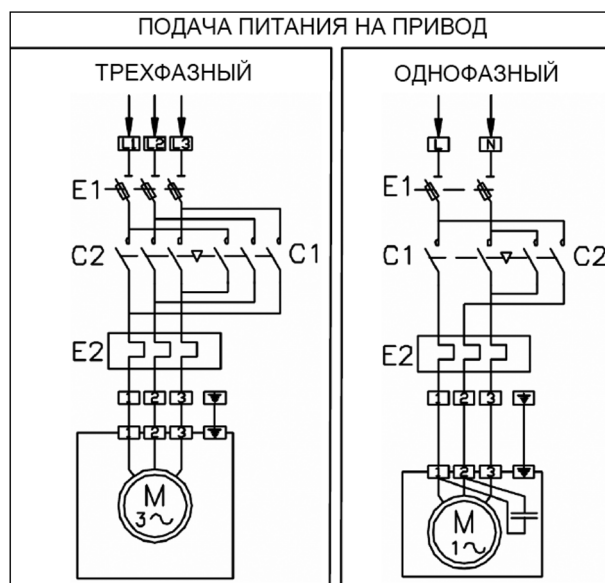 ПОДАЧА ПИТАНИЯ НА ПРИВОД
ТРЕХФАЗНЫЙ
L1 L2 L3
E1
C2 C1
E2
1 2 3
1 2 3
M
3~
ОДНОФАЗНЫЙ
L N
E1
C1 C2
E2
1 2 3
1 2 3
M
1~